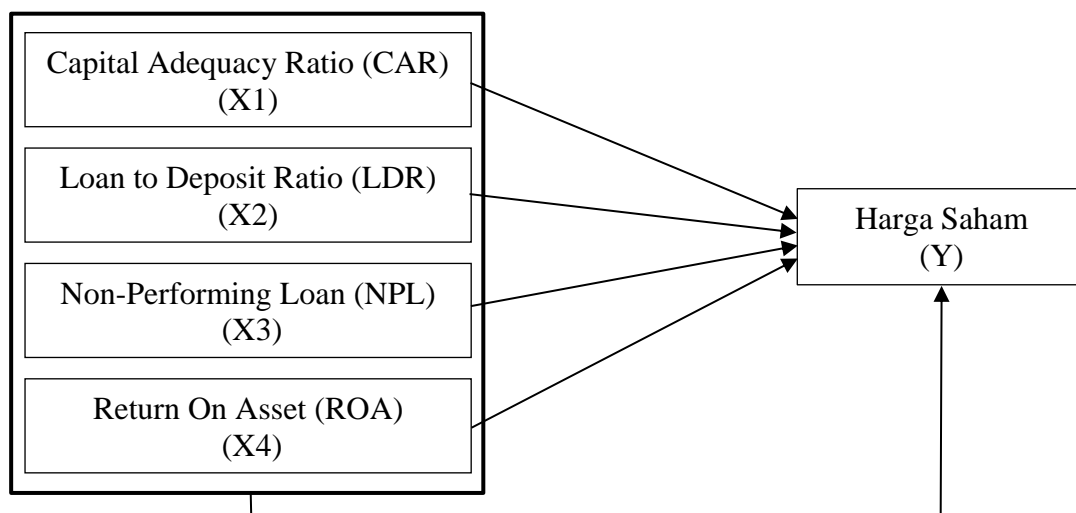 Capital Adequacy Ratio (CAR)
(X1)
Loan to Deposit Ratio (LDR)
(X2)
Non-Performing Loan (NPL)
(X3)
Return On Asset (ROA)
(X4)
Harga Saham
(Y)